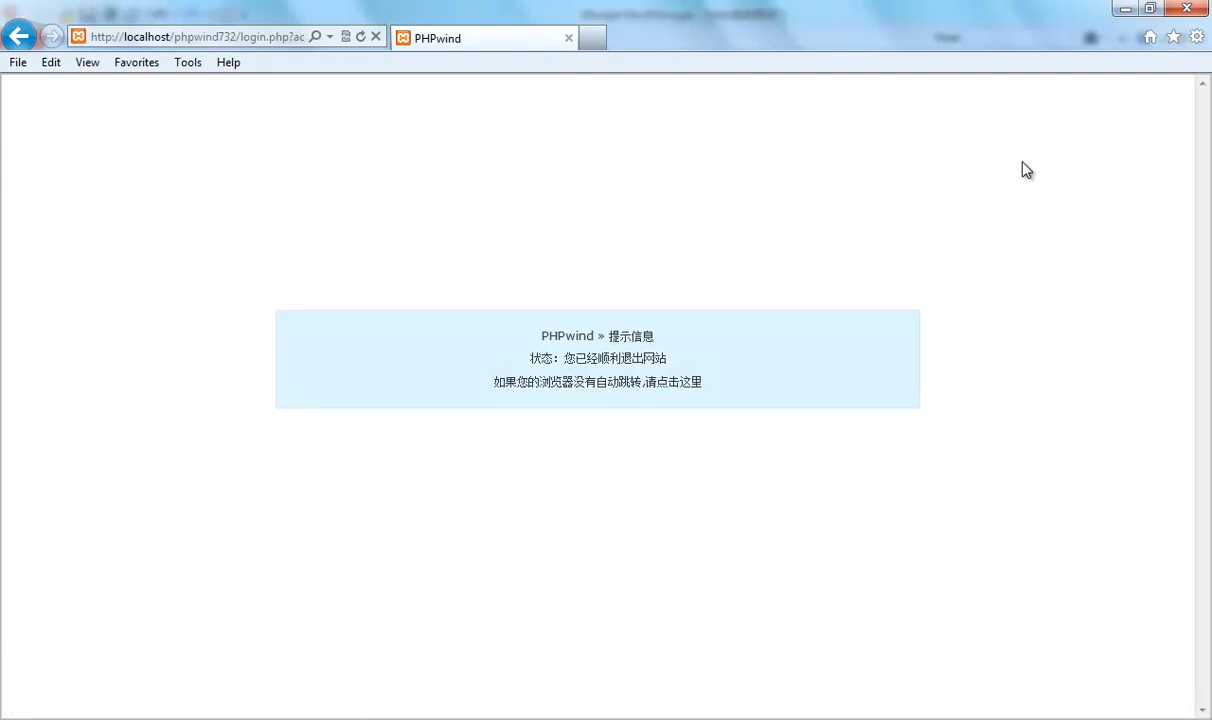 http://localhost/phpwind732/login.php?ac
PHPwind
File Edit View Favorites Tools Help
PHPwind » 提示信息
状态：您已经顺利退出网站
如果您的浏览器没有自动跳转,请点击这里